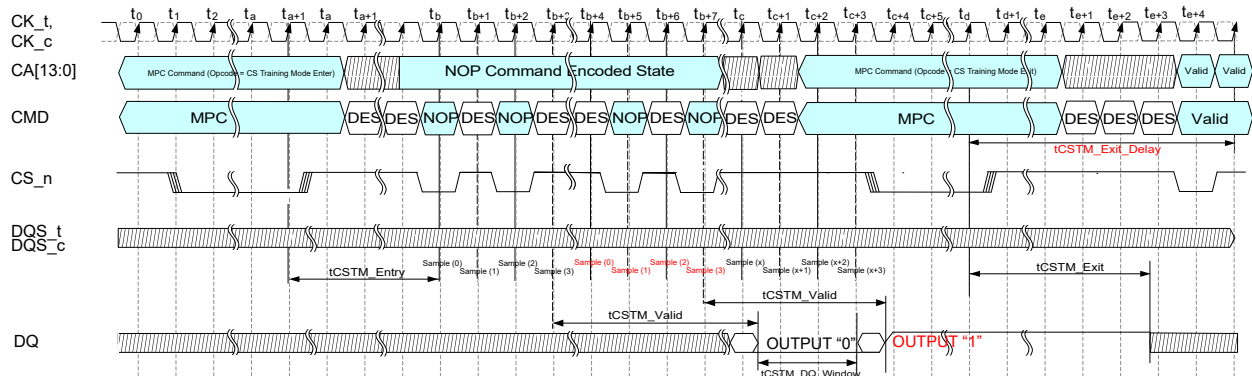 CK_t, t0 t1 t2 ta ta+1 ta+1 tb tb+1 tb+2 tb+3 tb+4 tb+5 tb+6 tb+7 tc tc+1 tc+2 tc+3 tc+4 tc+5 td td+1 te te+1 te+2 te+3 te+4
CK_c
CA[13:0] MPC Command (Opcode = CS Training Mode Enter) NOP Command Encoded State MPC Command (Opcode = CS Training Mode Exit) Valid Valid
CMD MPC DES DES NOP DES NOP DES DES NOP DES NOP DES DES MPC DES DES DES Valid
tCSTM_Exit_Delay
CS_n
DQS_t
DQS_c
Sample (0) Sample (1) Sample (2) Sample (3) Sample (0) Sample (1) Sample (2) Sample (3) Sample (x) Sample (x+1) Sample (x+2) Sample (x+3)
tCSTM_Entry tCSTM_Exit
tCSTM_Valid
tCSTM_Valid
DQ OUTPUT “0” OUTPUT “1”
tCSTM_DQ_Window